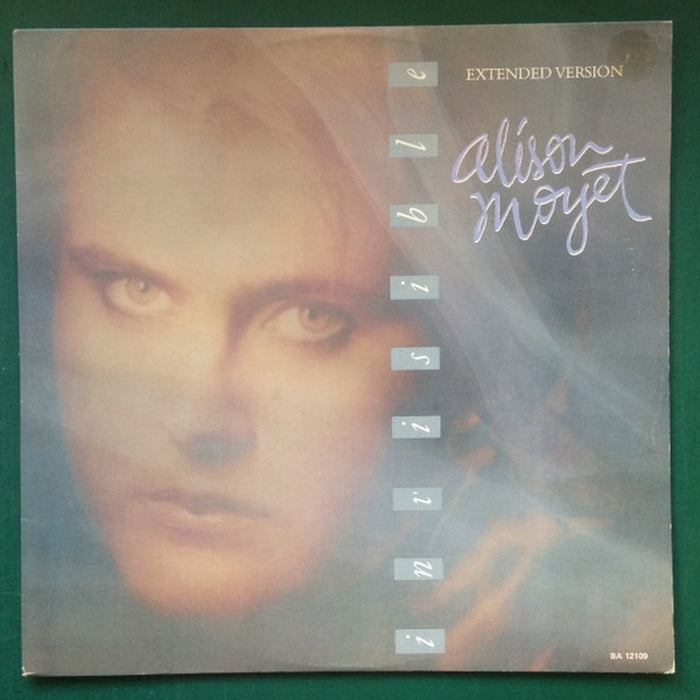 EXTENDED VERSION
alison
moyet
invisible
BA 12109